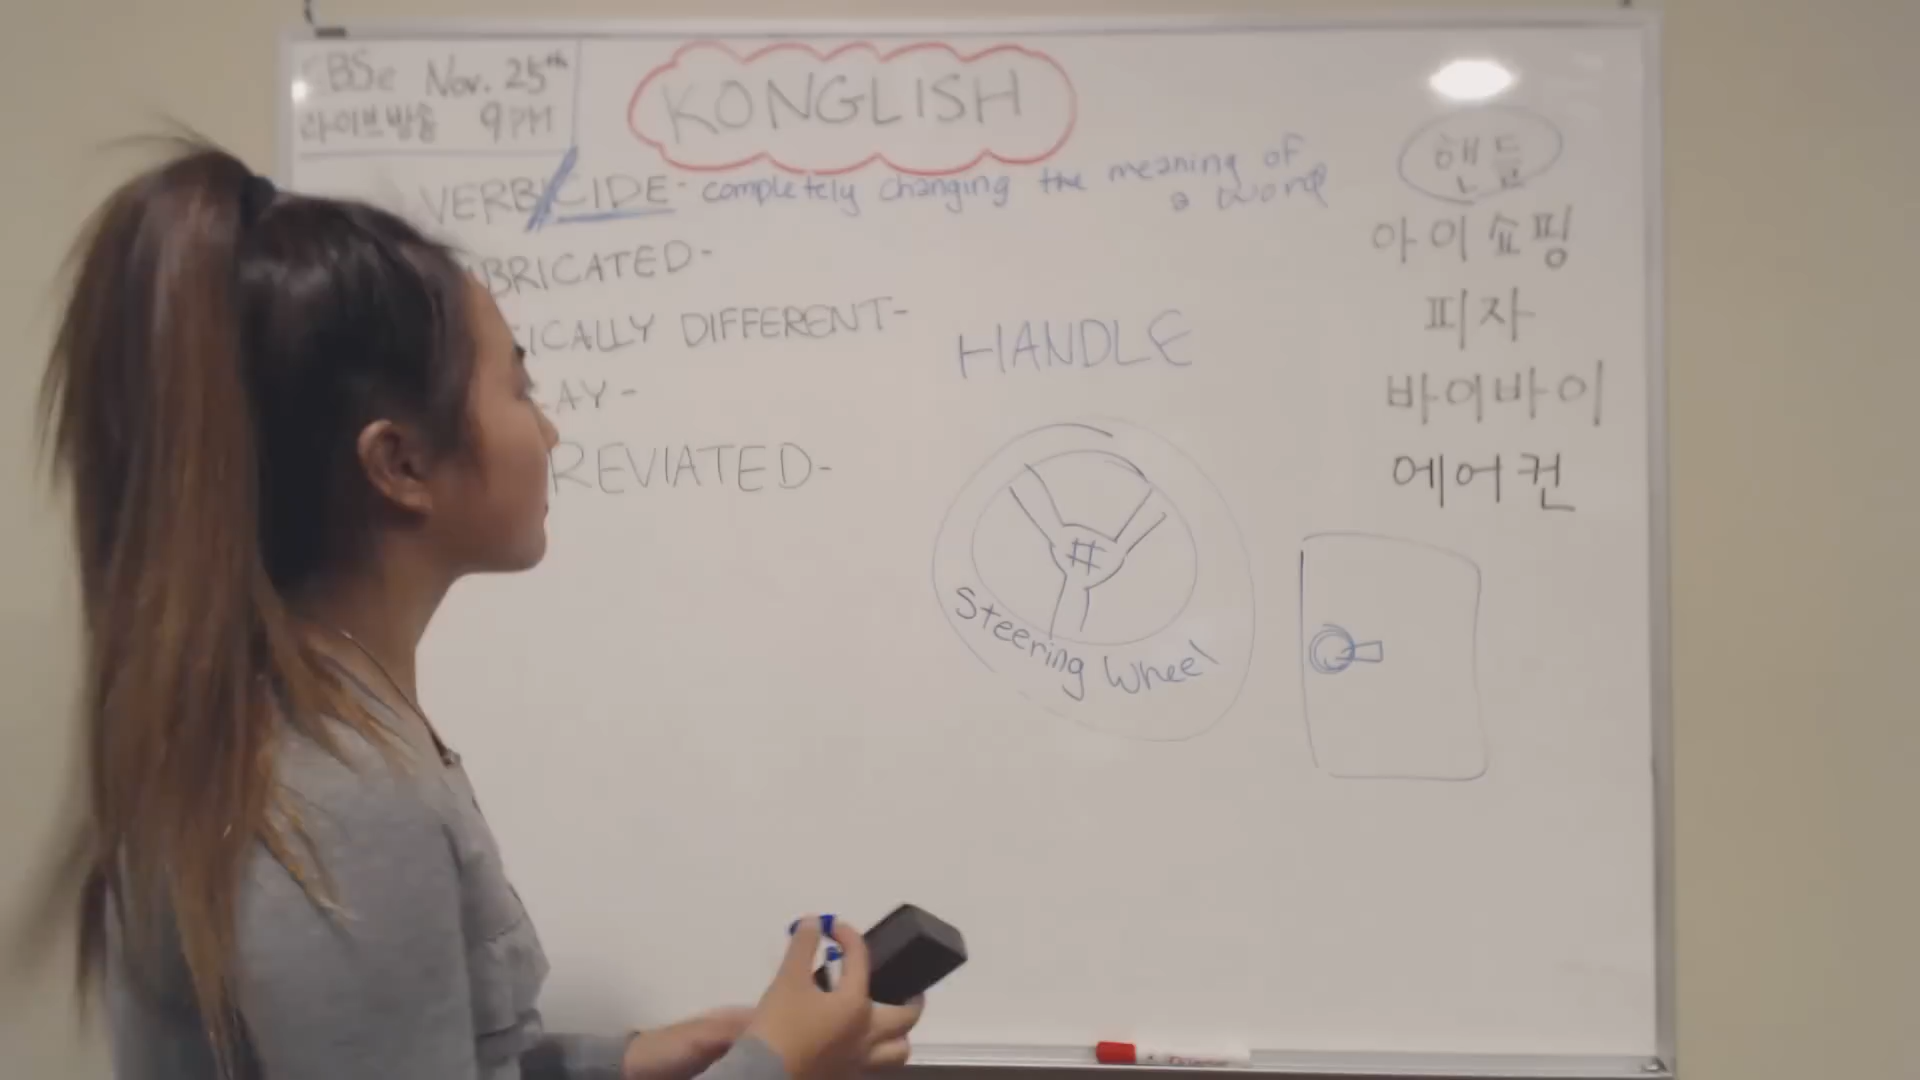 EBSe Nov. 25th
라이브방송 9PM
KONGLISH
VERB/CIDE - completely changing the meaning of
a word
BRICATED-
ICALLY DIFFERENT-
AY-
REVIATED-
HANDLE
Steering Wheel
핸들
아이쇼핑
피자
바이바이
에어컨